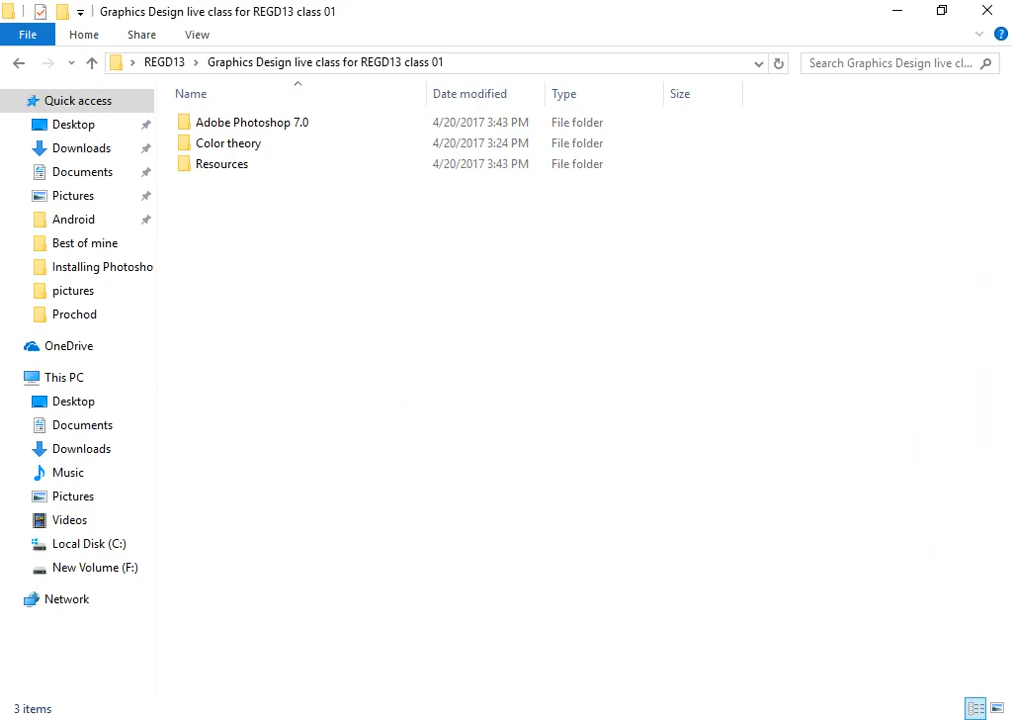 Graphics Design live class for REGD13 class 01
File Home Share View
REGD13 Graphics Design live class for REGD13 class 01 Search Graphics Design live cl...
Name Date modified Type Size
Adobe Photoshop 7.0 4/20/2017 3:43 PM File folder
Color theory 4/20/2017 3:24 PM File folder
Resources 4/20/2017 3:43 PM File folder
Quick access
Desktop
Downloads
Documents
Pictures
Android
Best of mine
Installing Photosho
pictures
Prochod
OneDrive
This PC
Desktop
Documents
Downloads
Music
Pictures
Videos
Local Disk (C:)
New Volume (F:)
Network
3 items